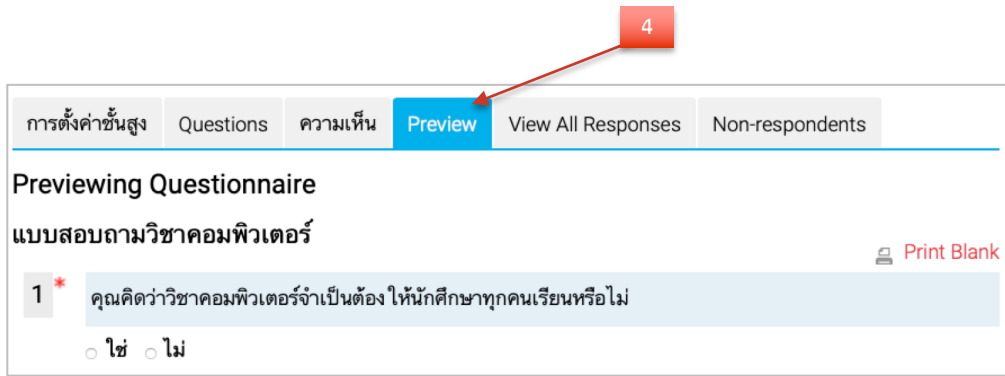 4
การตั้งค่าชั้นสูง Questions ความเห็น Preview View All Responses Non-respondents
Previewing Questionnaire
แบบสอบถามวิชาคอมพิวเตอร์
Print Blank
1 * คุณคิดว่าวิชาคอมพิวเตอร์จำเป็นต้องให้นักศึกษาทุกคนเรียนหรือไม่
ใช่ ไม่